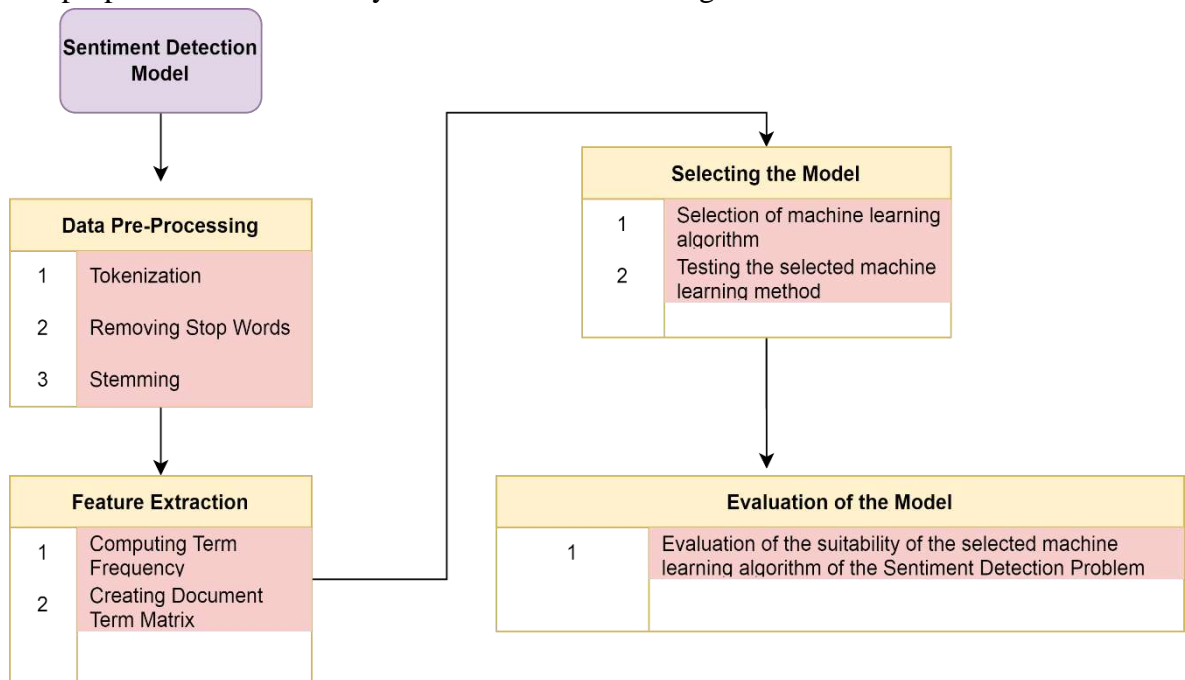 Sentiment Detection
Model
Data Pre-Processing
1 Tokenization
2 Removing Stop Words
3 Stemming
Feature Extraction
1 Computing Term
Frequency
2 Creating Document
Term Matrix
Selecting the Model
1 Selection of machine learning
algorithm
2 Testing the selected machine
learning method
Evaluation of the Model
1 Evaluation of the suitability of the selected machine
learning algorithm of the Sentiment Detection Problem